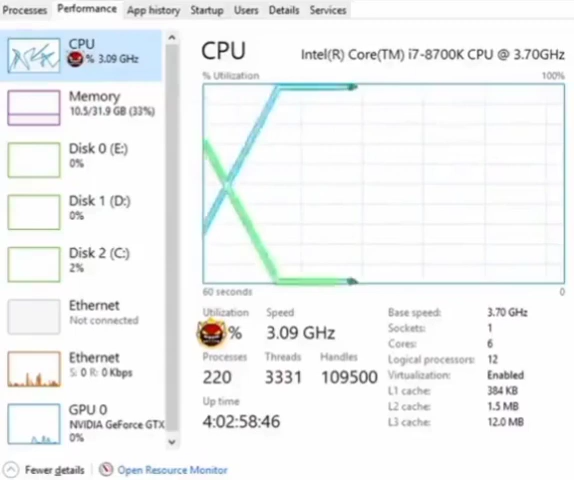 Processes Performance App history Startup Users Details Services
CPU
% 3.09 GHz
Memory
10.5/31.9 GB (33%)
Disk 0 (E:)
0%
Disk 1 (D:)
0%
Disk 2 (C:)
2%
Ethernet
Not connected
Ethernet
S: 0 R: 0 Kbps
GPU 0
NVIDIA GeForce GTX
0%
CPU Intel(R) Core(TM) i7-8700K CPU @ 3.70GHz
% Utilization 100%
60 seconds 0
Utilization Speed
% 3.09 GHz
Processes Threads Handles
220 3331 109500
Up time
4:02:58:46
Base speed: 3.70 GHz
Sockets: 1
Cores: 6
Logical processors: 12
Virtualization: Enabled
L1 cache: 384 KB
L2 cache: 1.5 MB
L3 cache: 12.0 MB
Fewer details Open Resource Monitor